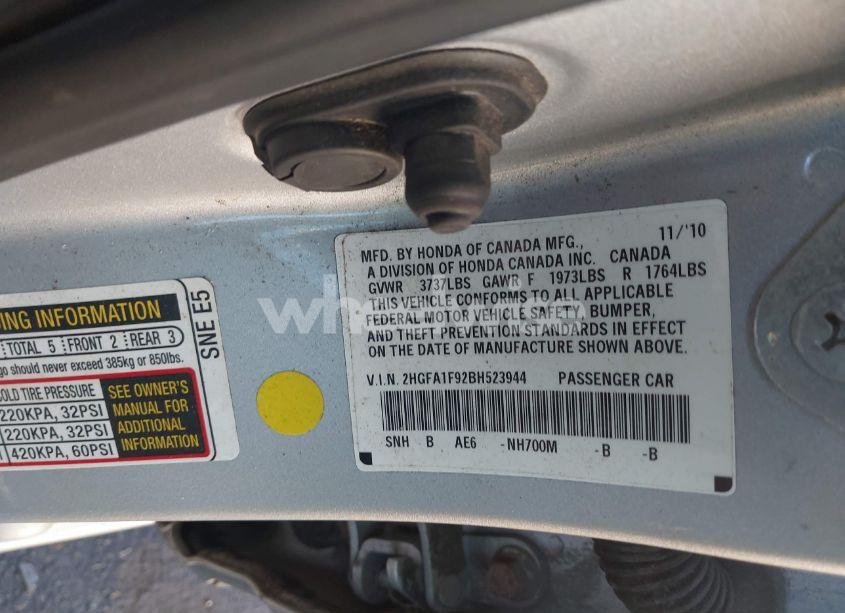 11/'10
MFD. BY HONDA OF CANADA MFG.,
A DIVISION OF HONDA CANADA INC. CANADA
GVWR 3737LBS GAWR F 1973LBS R 1764LBS
THIS VEHICLE CONFORMS TO ALL APPLICABLE
FEDERAL MOTOR VEHICLE SAFETY, BUMPER,
AND THEFT PREVENTION STANDARDS IN EFFECT
ON THE DATE OF MANUFACTURE SHOWN ABOVE.
V.I.N. 2HGFA1F92BH523944 PASSENGER CAR
SNH B AE6 -NH700M -B -B
ING INFORMATION
TOTAL 5 FRONT 2 REAR 3
go should never exceed 385kg or 850lbs.
COLD TIRE PRESSURE
220KPA, 32PSI
220KPA, 32PSI
420KPA, 60PSI
SEE OWNER'S
MANUAL FOR
ADDITIONAL
INFORMATION
SNE E5